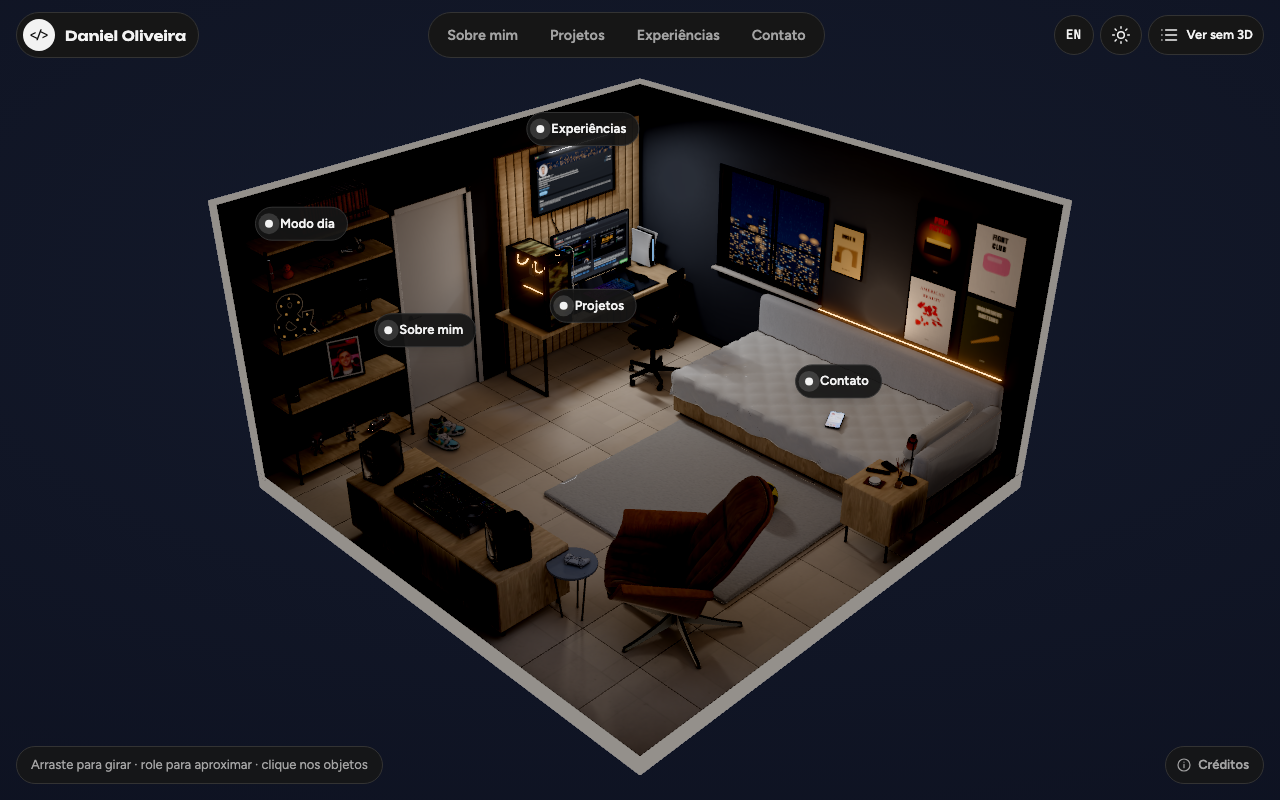 </> Daniel Oliveira
Sobre mim Projetos Experiências Contato
EN Ver sem 3D
Experiências
Modo dia
Projetos
Sobre mim
Contato
FIGHT
CLUB
Arraste para girar · role para aproximar · clique nos objetos
Créditos